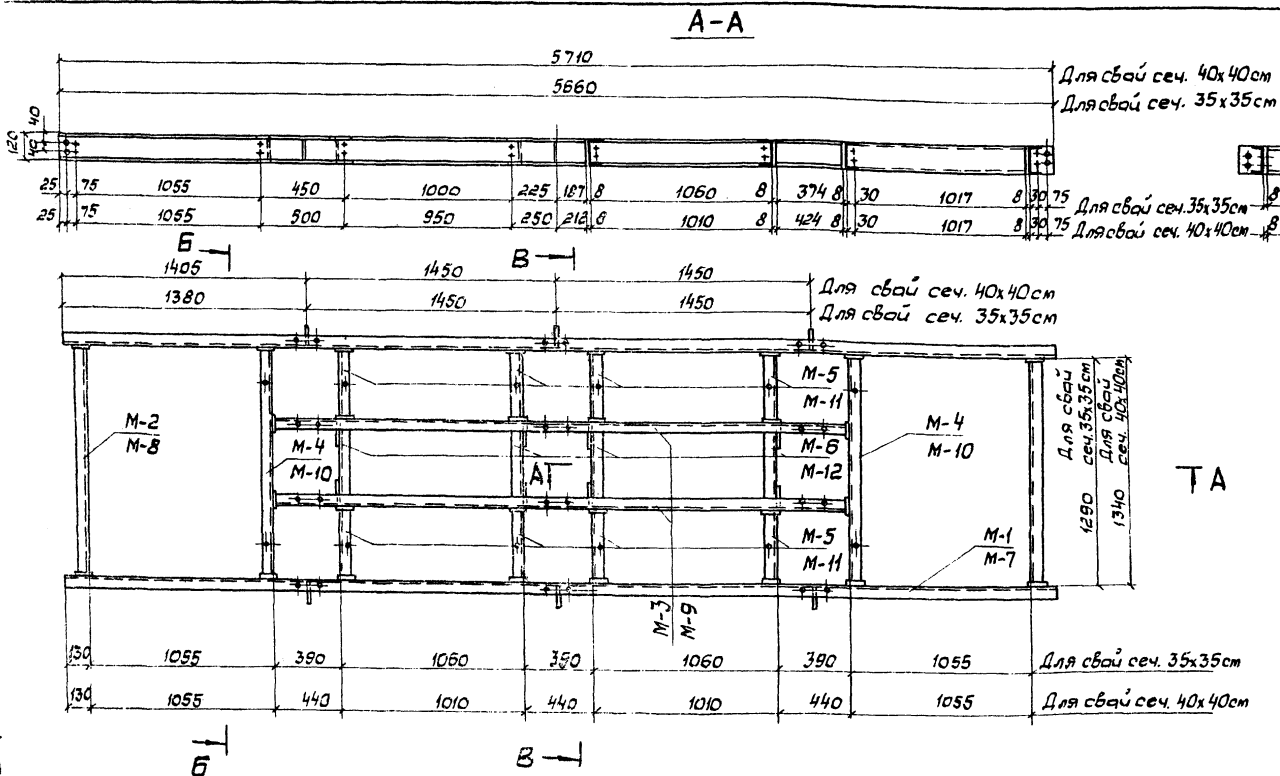 А-А
5710
Для свай сеч. 40х40см
5660
Для свай сеч. 35х35см
120
40
40
25 75 1055 450 1000 225 187 8 1060 8 374 8 30 1017 8 30 75 Для свай сеч. 35х35см
25 75 1055 500 950 250 212 8 1010 8 424 8 30 1017 8 30 75 Для свай сеч. 40х40см
8
8
Б
В
1405 1450 1450 Для свай сеч. 40х40см
1380 1450 1450 Для свай сеч. 35х35см
М-2
М-8
М-4
М-10
М-5
М-11
М-6
М-12
М-4
М-10
А
А
М-5
М-11
М-3
М-9
М-1
М-7
Для свай сеч. 35х35см
1290
Для свай сеч. 40х40см
1340
130 1055 390 1060 390 1060 390 1055 Для свай сеч. 35х35см
130 1055 440 1010 440 1010 440 1055 Для свай сеч. 40х40см
Б
В